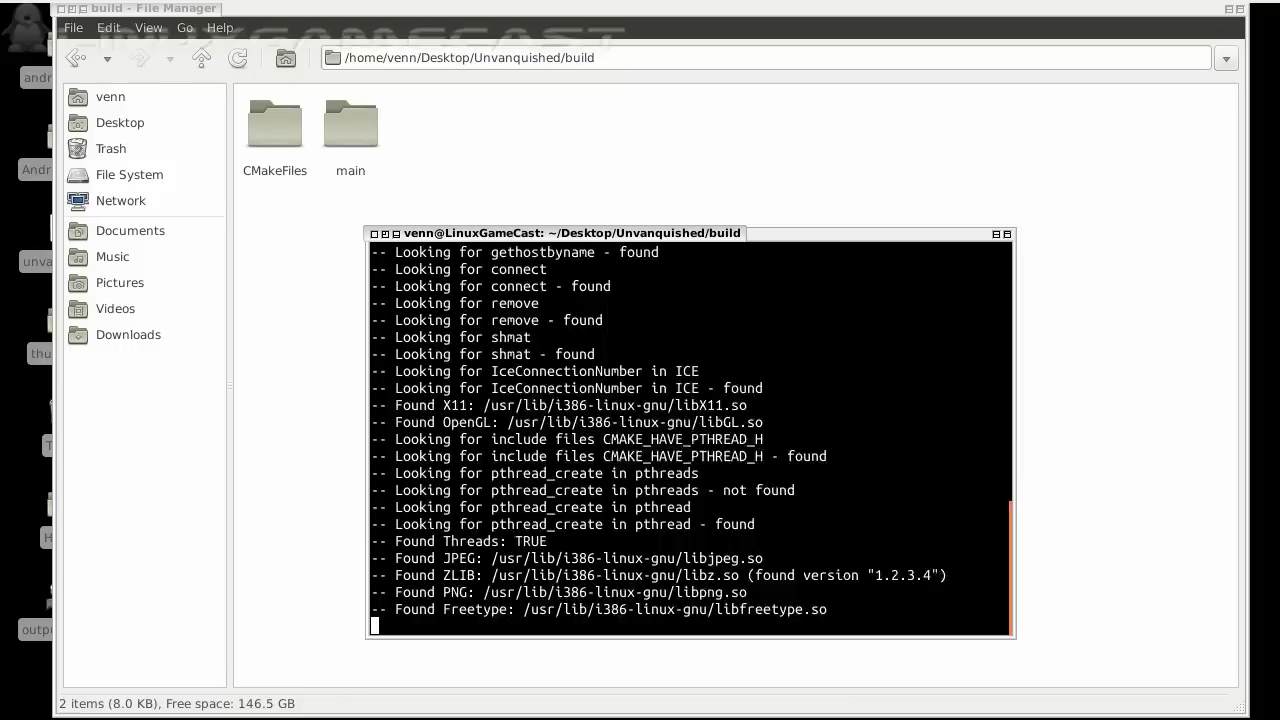 build - File Manager
File Edit View Go Help
LINUXGAMECAST
/home/venn/Desktop/Unvanquished/build
venn
Desktop
Trash
File System
Network
Documents
Music
Pictures
Videos
Downloads
CMakeFiles
main
andr
Andr
unva
thu
T
H
outpu
venn@LinuxGameCast: ~/Desktop/Unvanquished/build
-- Looking for gethostbyname - found
-- Looking for connect
-- Looking for connect - found
-- Looking for remove
-- Looking for remove - found
-- Looking for shmat
-- Looking for shmat - found
-- Looking for IceConnectionNumber in ICE
-- Looking for IceConnectionNumber in ICE - found
-- Found X11: /usr/lib/i386-linux-gnu/libX11.so
-- Found OpenGL: /usr/lib/i386-linux-gnu/libGL.so
-- Looking for include files CMAKE_HAVE_PTHREAD_H
-- Looking for include files CMAKE_HAVE_PTHREAD_H - found
-- Looking for pthread_create in pthreads
-- Looking for pthread_create in pthreads - not found
-- Looking for pthread_create in pthread
-- Looking for pthread_create in pthread - found
-- Found Threads: TRUE
-- Found JPEG: /usr/lib/i386-linux-gnu/libjpeg.so
-- Found ZLIB: /usr/lib/i386-linux-gnu/libz.so (found version "1.2.3.4")
-- Found PNG: /usr/lib/i386-linux-gnu/libpng.so
-- Found Freetype: /usr/lib/i386-linux-gnu/libfreetype.so
2 items (8.0 KB), Free space: 146.5 GB